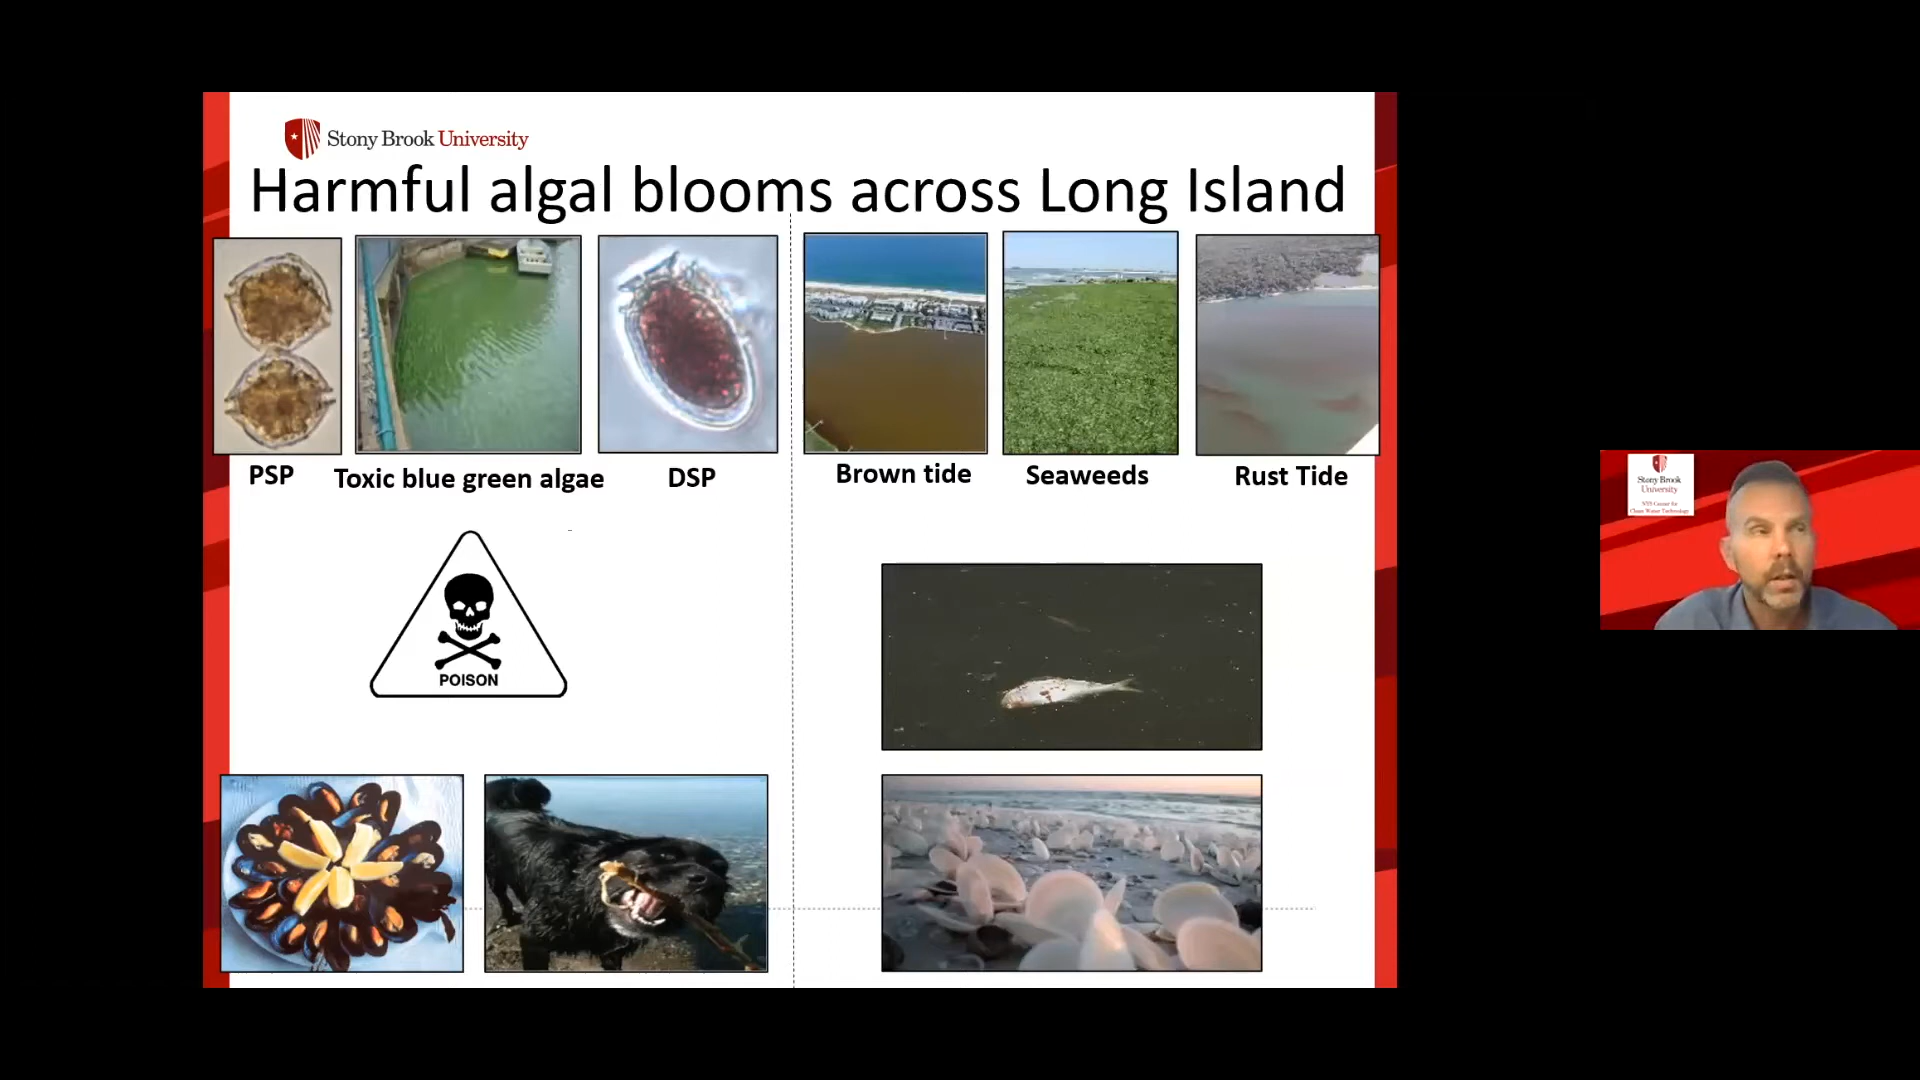 Stony Brook University
Harmful algal blooms across Long Island
PSP
Toxic blue green algae
DSP
Brown tide
Seaweeds
Rust Tide
POISON
Stony Brook
University
NYS Center for
Clean Water Technology